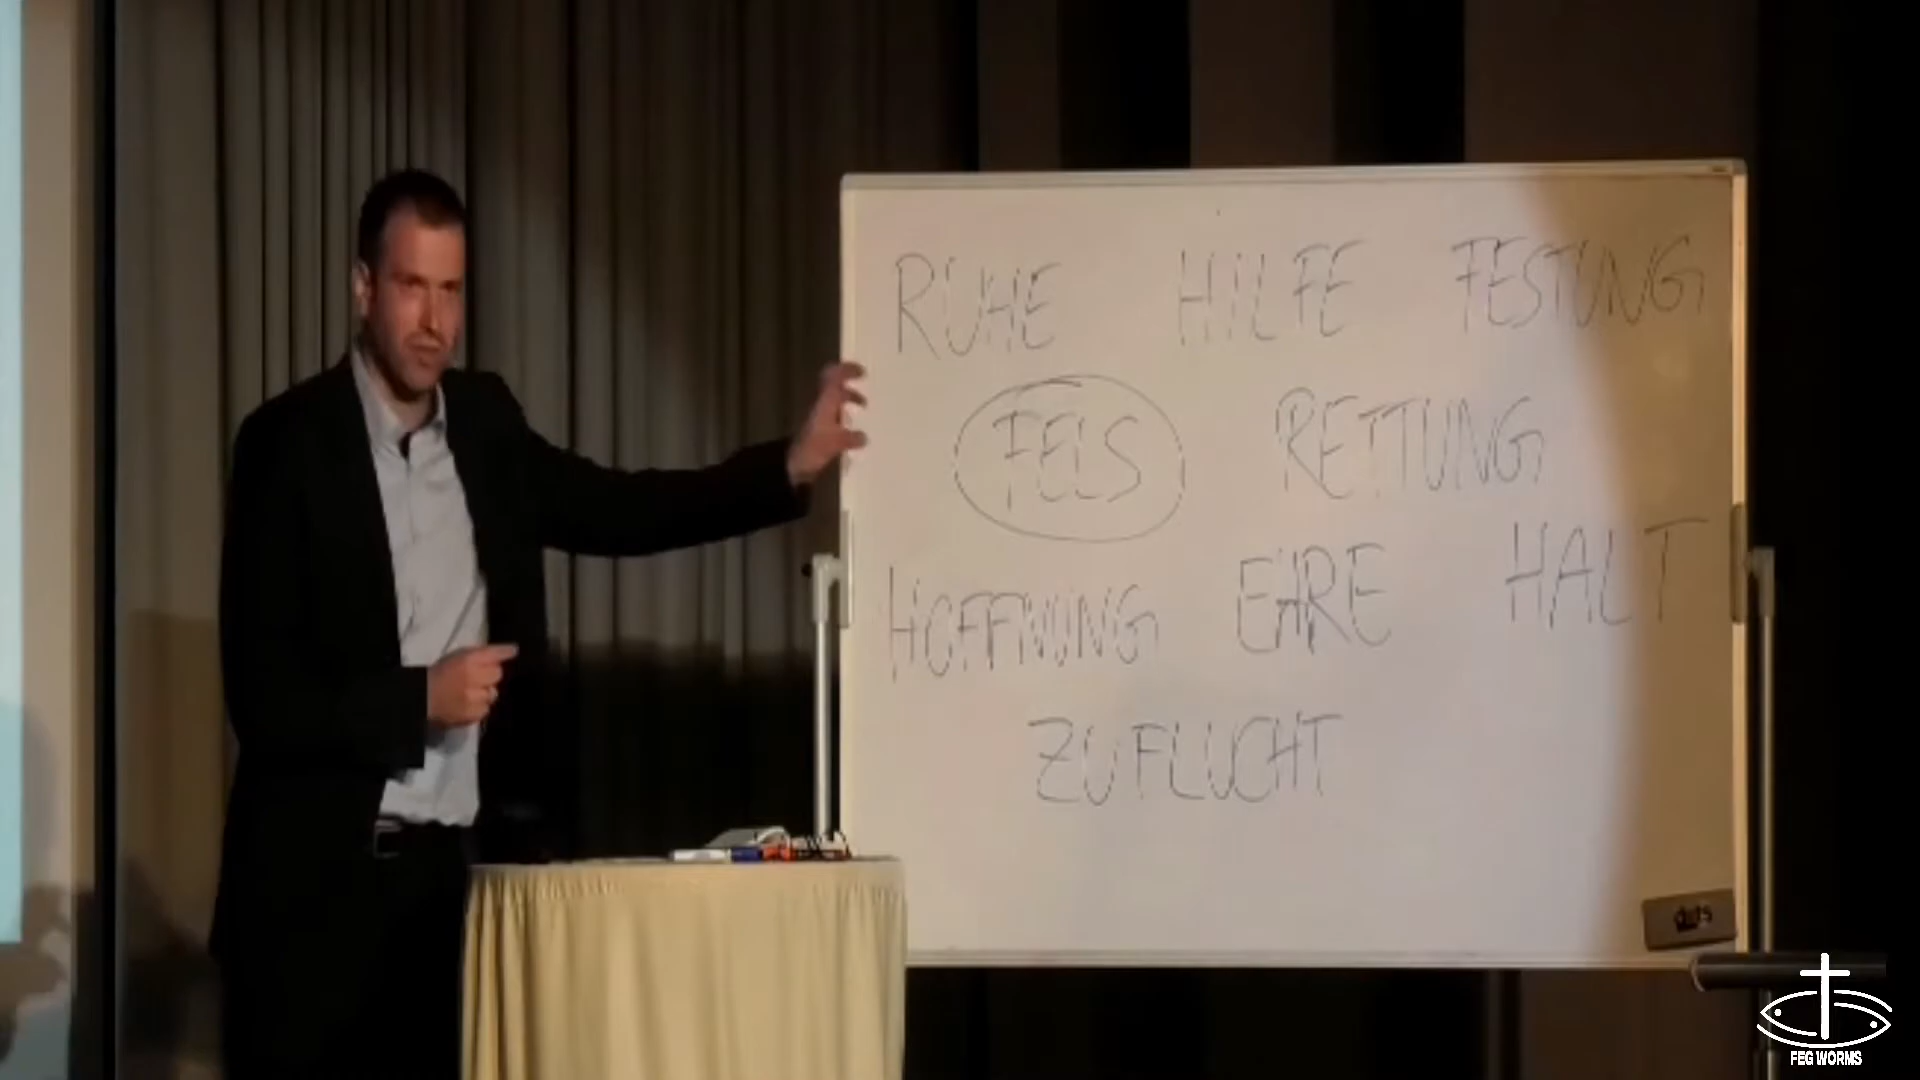 RUHE HILFE FESTUNG
FELS RETTUNG
HOFFNUNG EHRE HALT
ZUFLUCHT
FEG WORMS